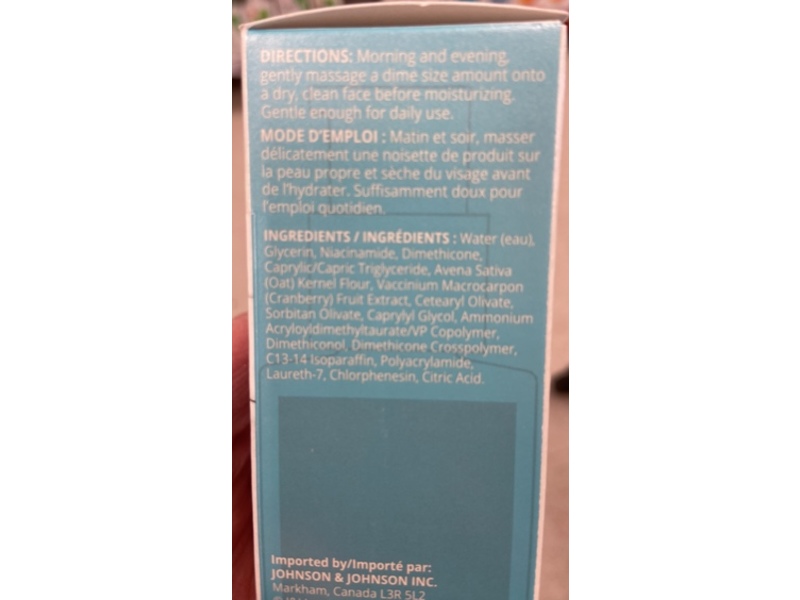 DIRECTIONS: Morning and evening,
gently massage a dime size amount onto
a dry, clean face before moisturizing.
Gentle enough for daily use.
MODE D'EMPLOI : Matin et soir, masser
délicatement une noisette de produit sur
la peau propre et sèche du visage avant
de l'hydrater. Suffisamment doux pour
l'emploi quotidien.
INGREDIENTS / INGRÉDIENTS : Water (eau),
Glycerin, Niacinamide, Dimethicone,
Caprylic/Capric Triglyceride, Avena Sativa
(Oat) Kernel Flour, Vaccinium Macrocarpon
(Cranberry) Fruit Extract, Cetearyl Olivate,
Sorbitan Olivate, Caprylyl Glycol, Ammonium
Acryloyldimethyltaurate/VP Copolymer,
Dimethiconol, Dimethicone Crosspolymer,
C13-14 Isoparaffin, Polyacrylamide,
Laureth-7, Chlorphenesin, Citric Acid.
Imported by/Importé par:
JOHNSON & JOHNSON INC.
Markham, Canada L3R 5L2